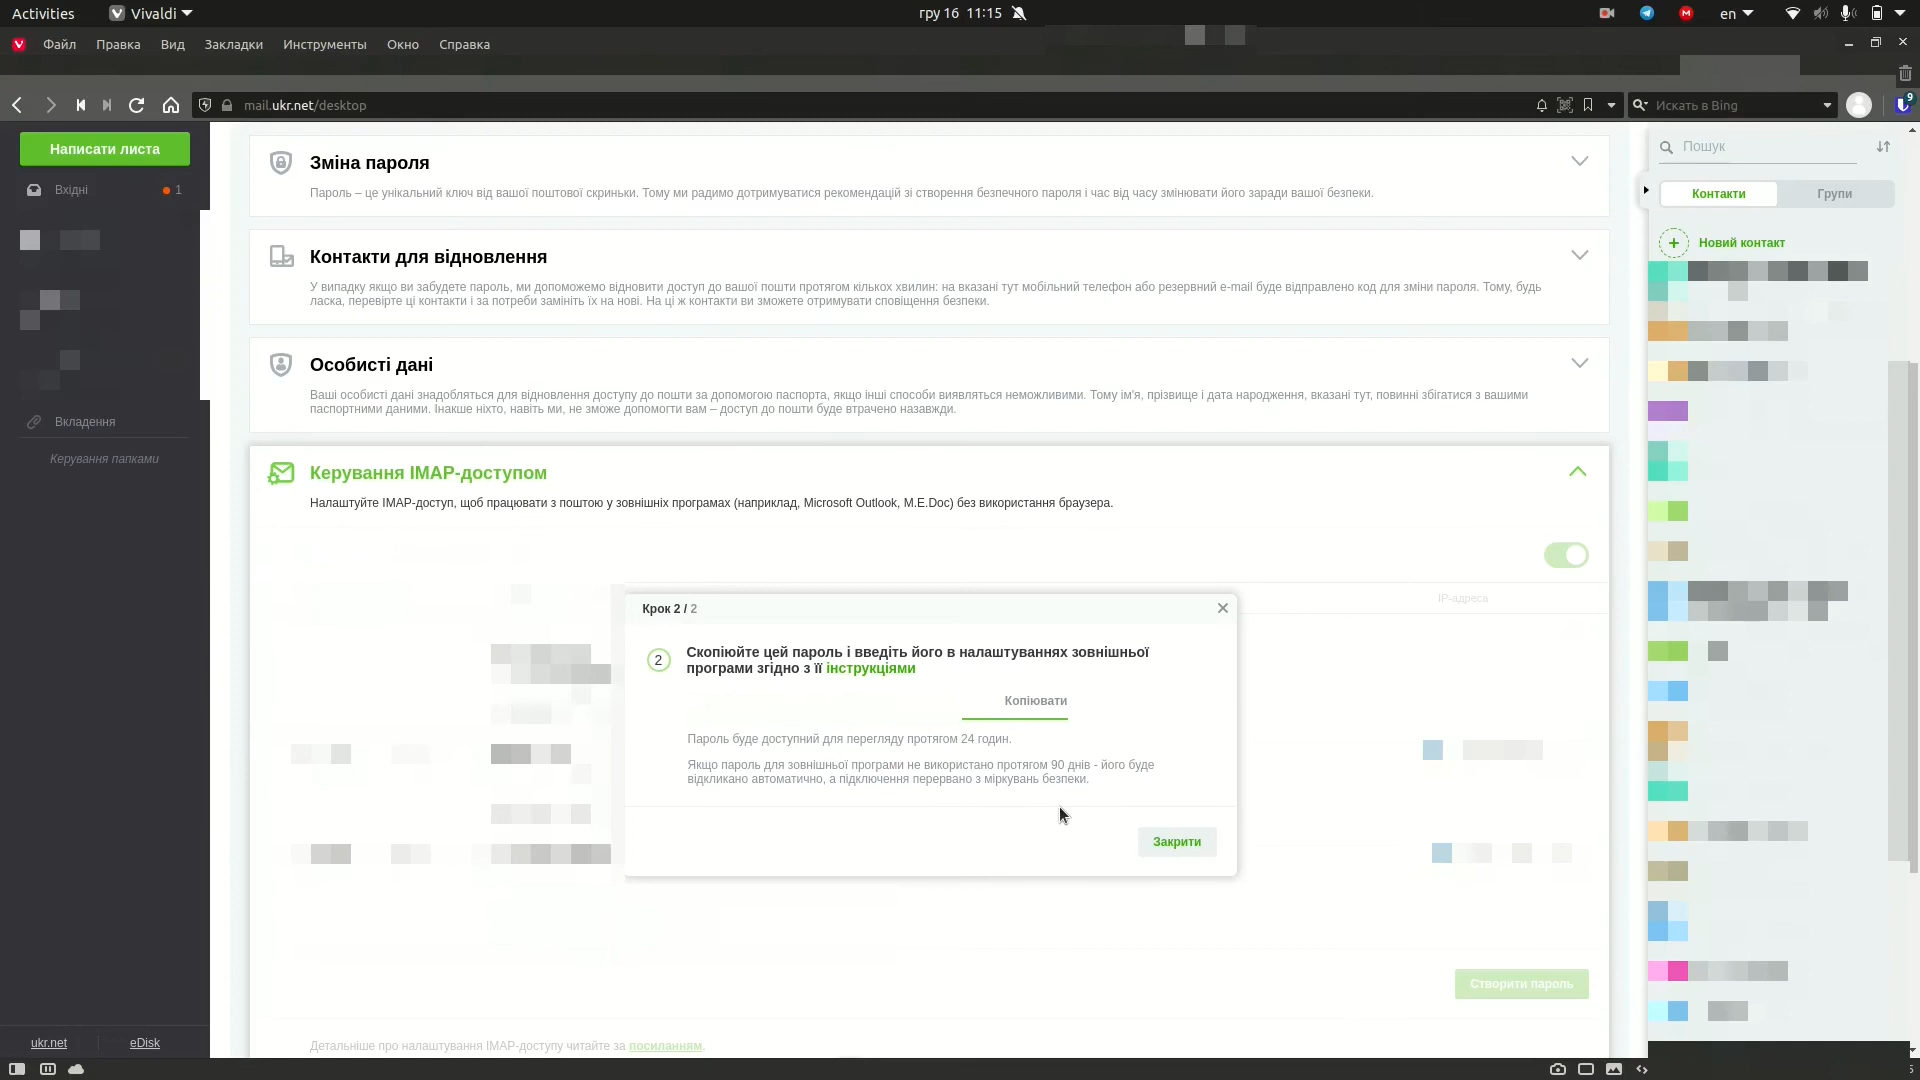 Activities
Vivaldi
гру 16 11:15
en
Файл
Правка
Вид
Закладки
Инструменты
Окно
Справка
mail.ukr.net/desktop
Искать в Bing
9
Написати листа
Вхідні
1
Вкладення
Керування папками
ukr.net
eDisk
Зміна пароля
Пароль – це унікальний ключ від вашої поштової скриньки. Тому ми радимо дотримуватися рекомендацій зі створення безпечного пароля і час від часу змінювати його заради вашої безпеки.
Контакти для відновлення
У випадку якщо ви забудете пароль, ми допоможемо відновити доступ до вашої пошти протягом кількох хвилин: на вказані тут мобільний телефон або резервний e-mail буде відправлено код для зміни пароля. Тому, будь
ласка, перевірте ці контакти і за потреби замініть їх на нові. На ці ж контакти ви зможете отримувати сповіщення безпеки.
Особисті дані
Ваші особисті дані знадобляться для відновлення доступу до пошти за допомогою паспорта, якщо інші способи виявляться неможливими. Тому ім'я, прізвище і дата народження, вказані тут, повинні збігатися з вашими
паспортними даними. Інакше ніхто, навіть ми, не зможе допомогти вам – доступ до пошти буде втрачено назавжди.
Керування IMAP-доступом
Налаштуйте IMAP-доступ, щоб працювати з поштою у зовнішніх програмах (наприклад, Microsoft Outlook, M.E.Doc) без використання браузера.
IP-адреса
Крок 2 / 2
2
Скопіюйте цей пароль і введіть його в налаштуваннях зовнішньої
програми згідно з її інструкціями
Копіювати
Пароль буде доступний для перегляду протягом 24 годин.
Якщо пароль для зовнішньої програми не використано протягом 90 днів - його буде
відкликано автоматично, а підключення перервано з міркувань безпеки.
Закрити
Створити пароль
Детальніше про налаштування IMAP-доступу читайте за посиланням.
Пошук
Контакти
Групи
Новий контакт